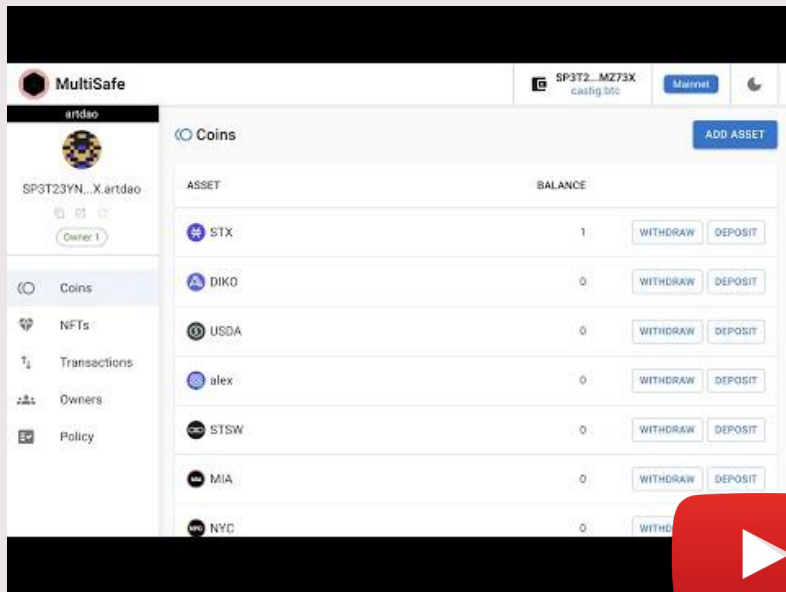 MultiSafe
SP3T2...MZ73X
castig.btc
Mainnet
artdao
SP3T23YN...X.artdao
Owner 1
Coins
NFTs
Transactions
Owners
Policy
Coins
ADD ASSET
ASSET BALANCE
STX 1 WITHDRAW DEPOSIT
DIKO 0 WITHDRAW DEPOSIT
USDA 0 WITHDRAW DEPOSIT
alex 0 WITHDRAW DEPOSIT
STSW 0 WITHDRAW DEPOSIT
MIA 0 WITHDRAW DEPOSIT
NYC 0